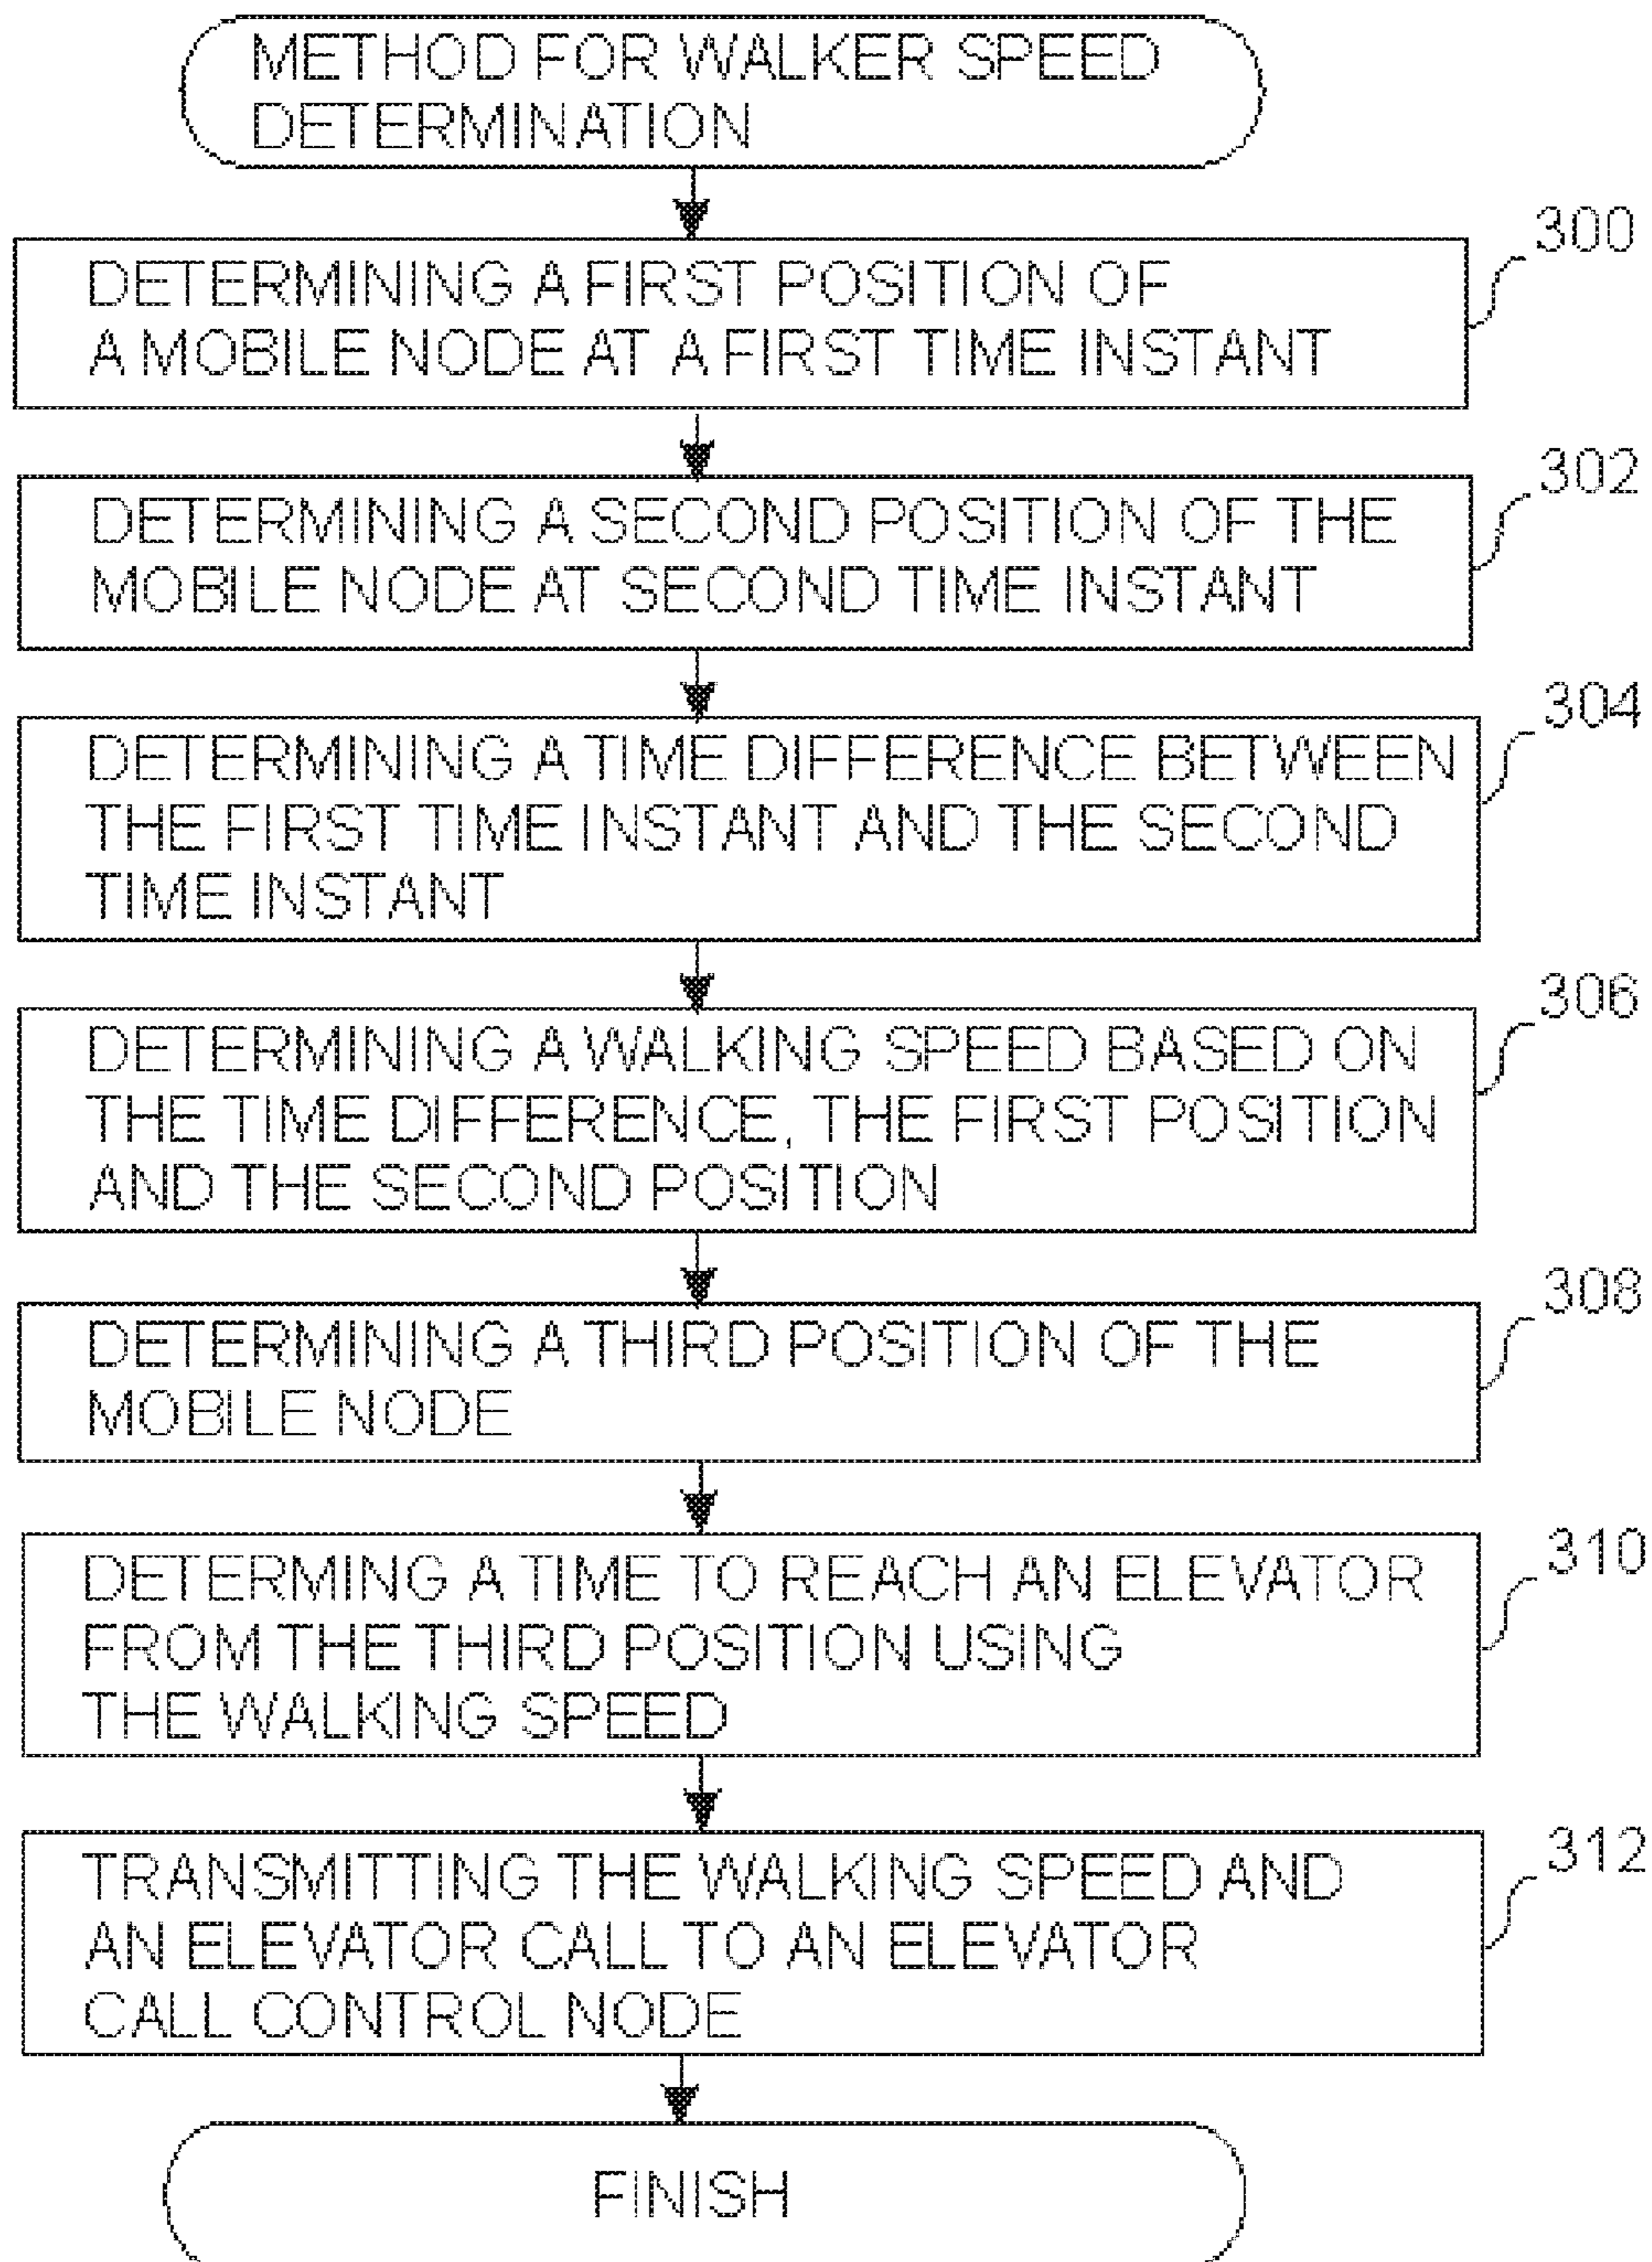 METHOD FOR WALKER SPEED
DETERMINATION
300
DETERMINING A FIRST POSITION OF
A MOBILE NODE AT A FIRST TIME INSTANT
302
DETERMINING A SECOND POSITION OF THE
MOBILE NODE AT SECOND TIME INSTANT
304
DETERMINING A TIME DIFFERENCE BETWEEN
THE FIRST TIME INSTANT AND THE SECOND
TIME INSTANT
306
DETERMINING A WALKING SPEED BASED ON
THE TIME DIFFERENCE, THE FIRST POSITION
AND THE SECOND POSITION
308
DETERMINING A THIRD POSITION OF THE
MOBILE NODE
310
DETERMING A TIME TO REACH AN ELEVATOR
FROM THE THIRD POSITION USING
THE WALKING SPEED
312
TRANSMITTING THE WALKING SPEED AND
AN ELEVATOR CALL TO AN ELEVATOR
CALL CONTROL NODE
FINISH